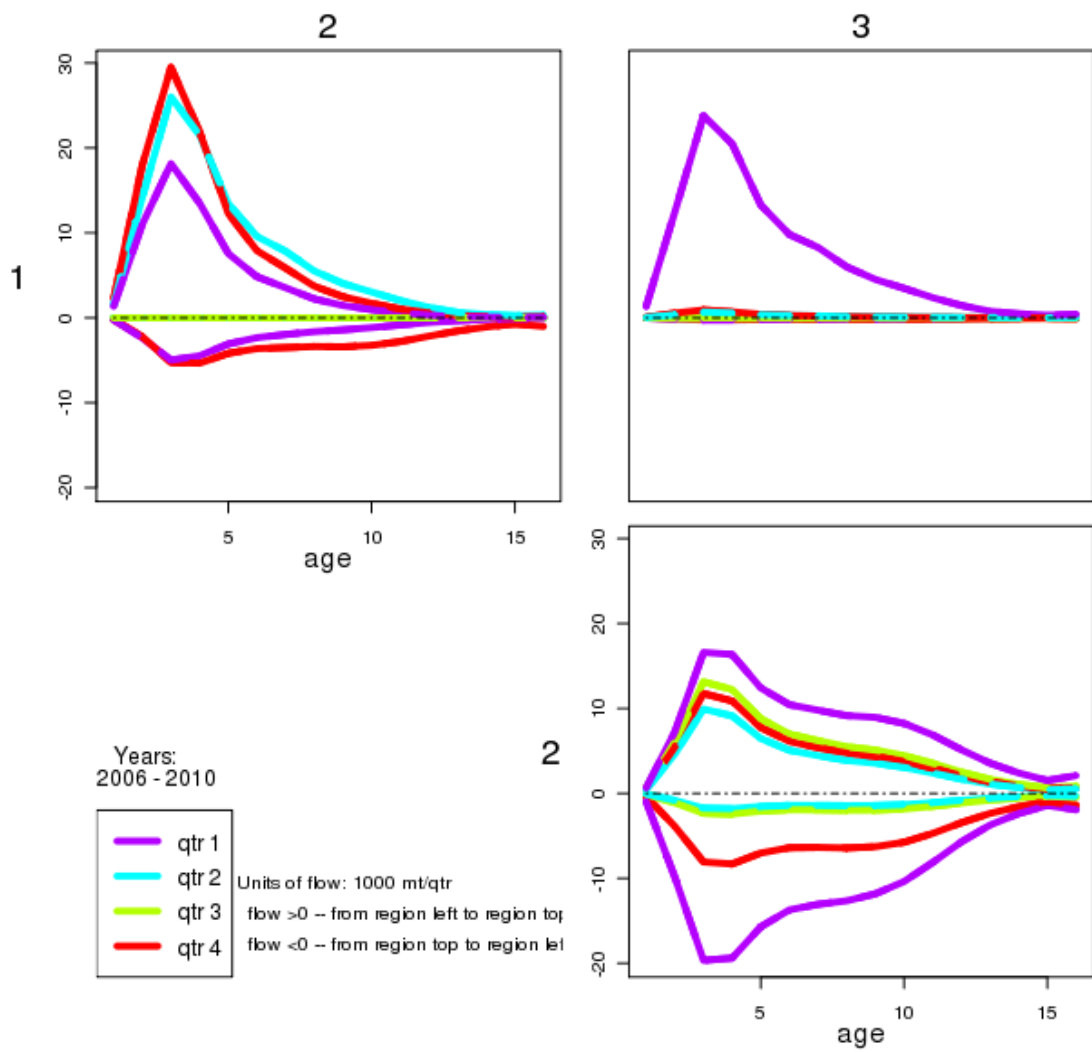 2
3
30
20
10
0
-10
-20
1
5
10
15
age
30
20
10
0
-10
-20
2
5
10
15
age
Years:
2006 - 2010
qtr 1
qtr 2
qtr 3
qtr 4
Units of flow: 1000 mt/qtr
flow >0 -- from region left to region top
flow <0 -- from region top to region lef